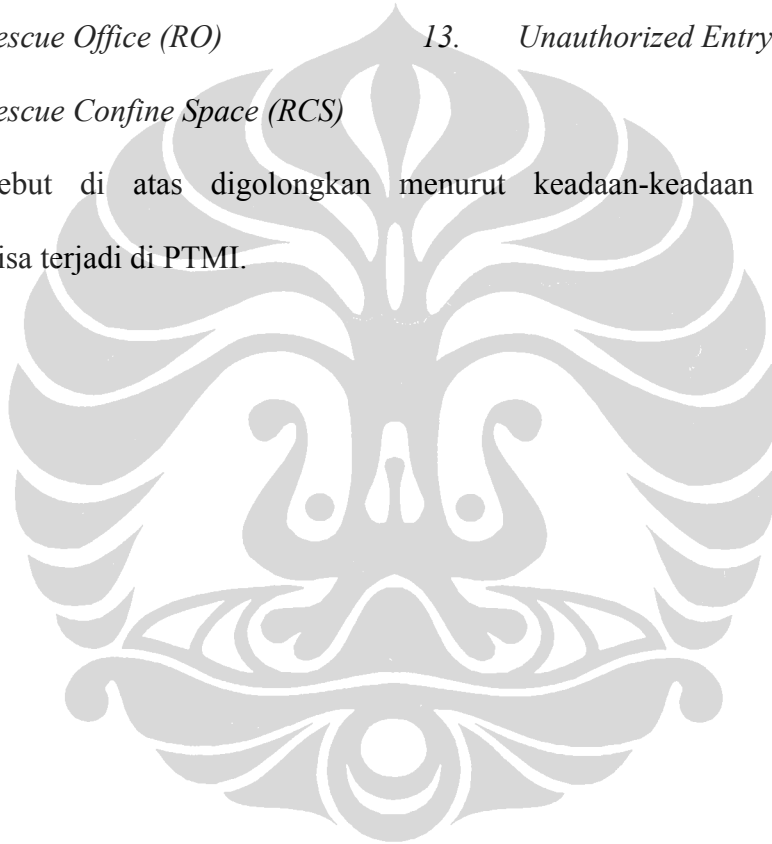 escue Office (RO) 13. Unauthorized Entry
escue Confine Space (RCS)
ebut di atas digolongkan menurut keadaan-keadaan
isa terjadi di PTMI.